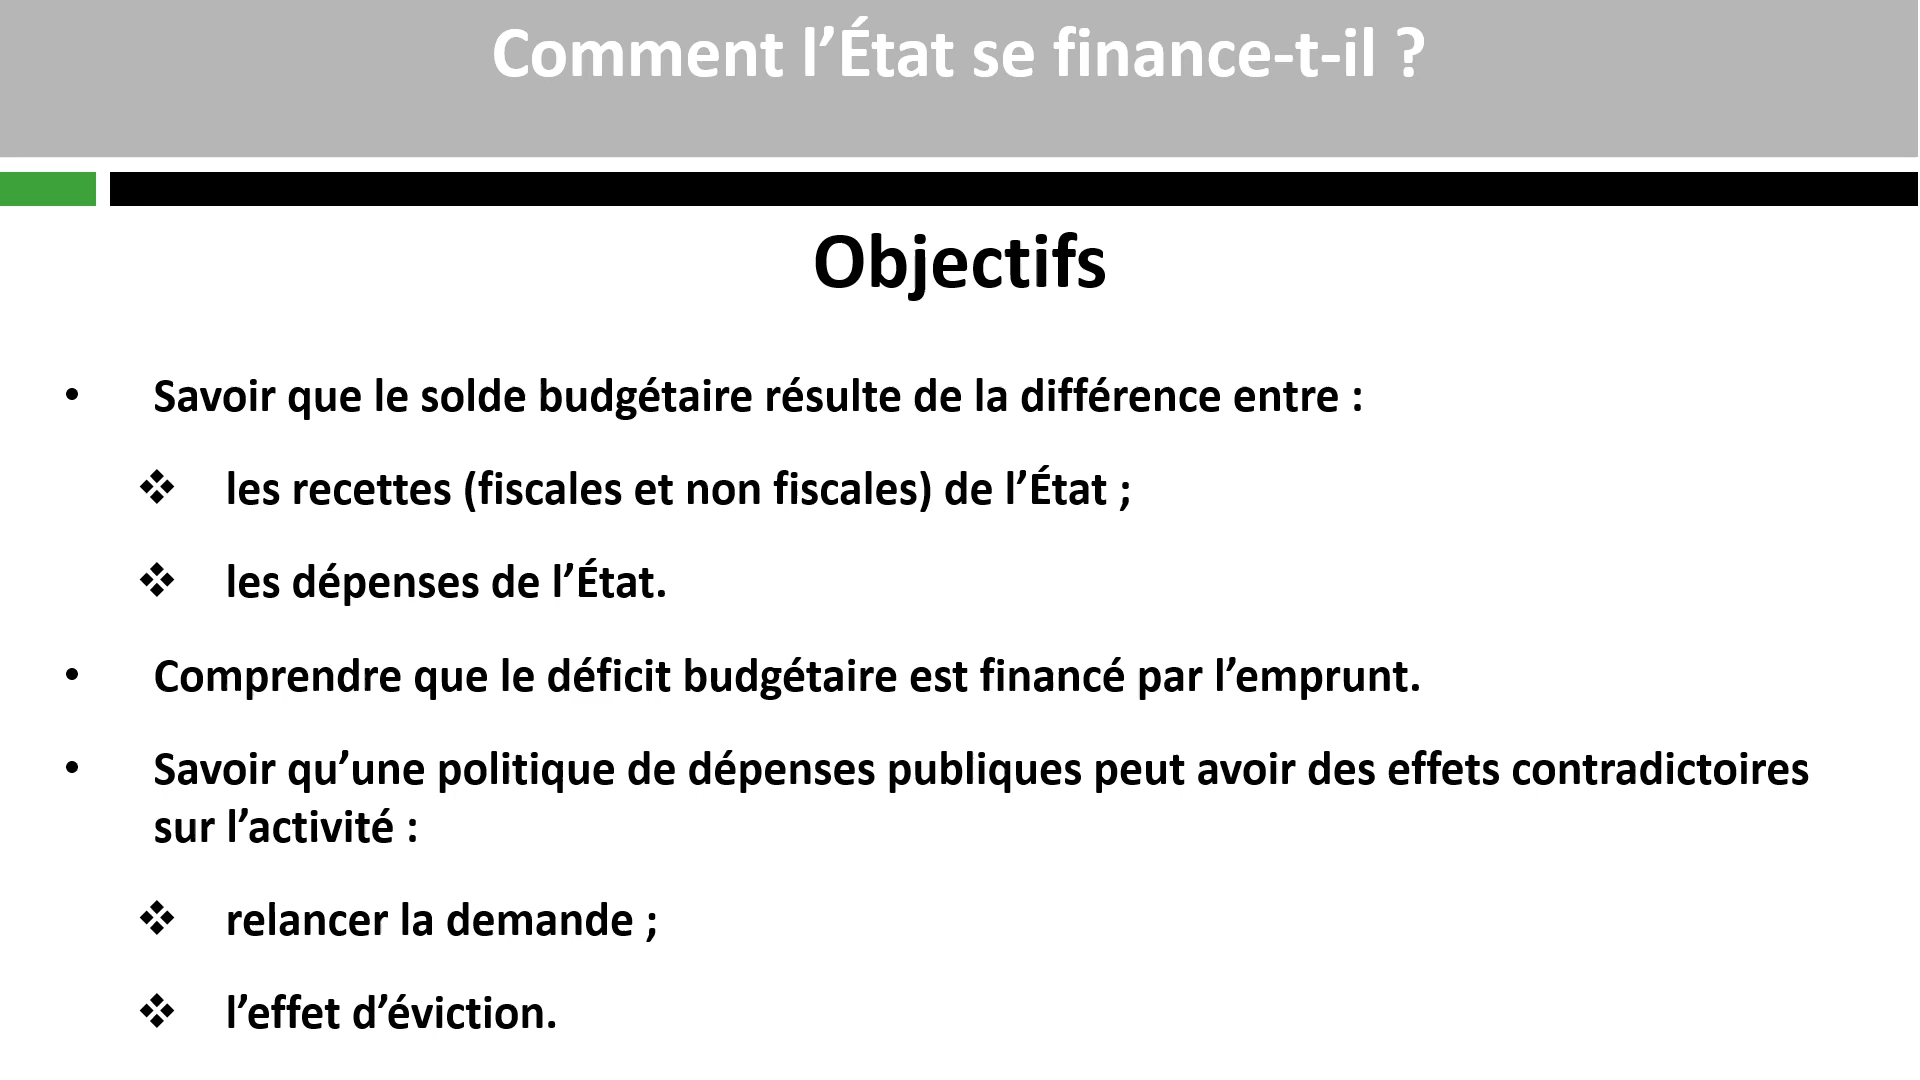 Comment l’État se finance-t-il ?
Objectifs
• Savoir que le solde budgétaire résulte de la différence entre :
❖ les recettes (fiscales et non fiscales) de l’État ;
❖ les dépenses de l’État.
• Comprendre que le déficit budgétaire est financé par l’emprunt.
• Savoir qu’une politique de dépenses publiques peut avoir des effets contradictoires
sur l’activité :
❖ relancer la demande ;
❖ l’effet d’éviction.